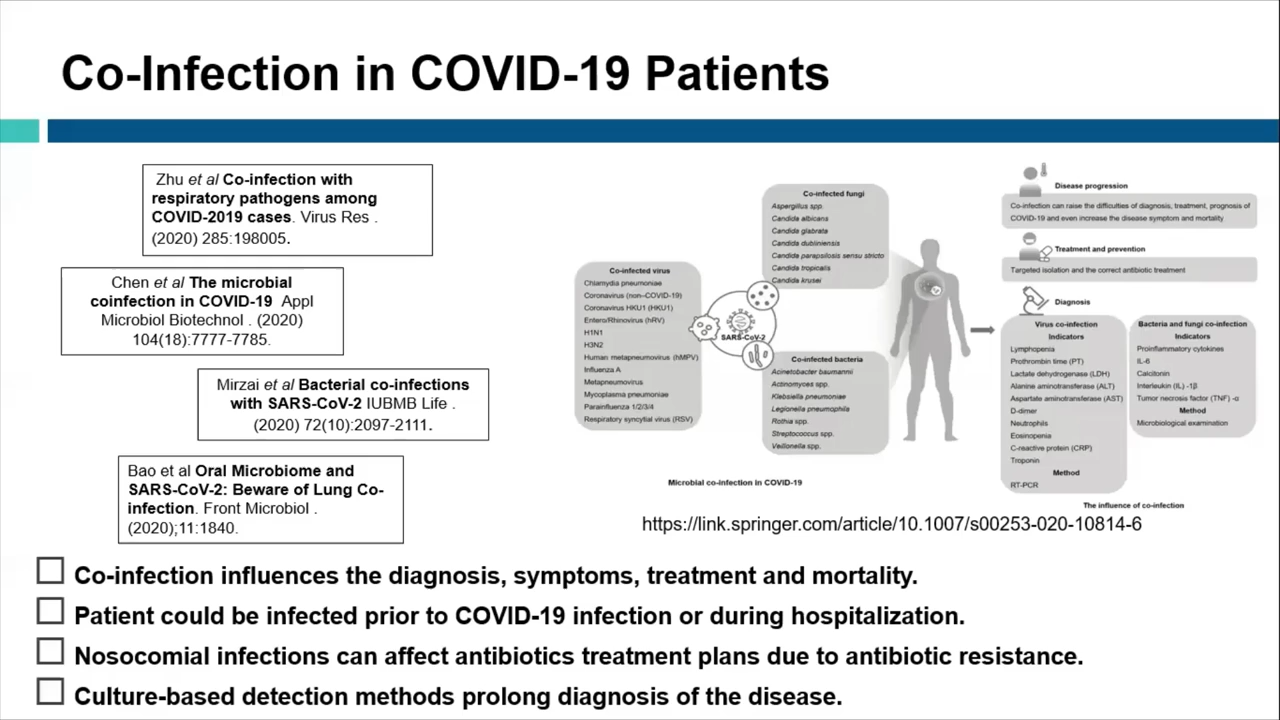 Co-Infection in COVID-19 Patients
Zhu et al Co-infection with
respiratory pathogens among
COVID-2019 cases. Virus Res .
(2020) 285:198005.
Chen et al The microbial
coinfection in COVID-19 Appl
Microbiol Biotechnol . (2020)
104(18):7777-7785.
Mirzai et al Bacterial co-infections
with SARS-CoV-2 IUBMB Life .
(2020) 72(10):2097-2111.
Bao et al Oral Microbiome and
SARS-CoV-2: Beware of Lung Co-
infection. Front Microbiol .
(2020);11:1840.
Co-infected virus
Chlamydia pneumoniae
Coronavirus (non–COVID-19)
Coronavirus HKU1 (HKU1)
Entero/Rhinovirus (hRV)
H1N1
H3N2
Human metapneumovirus (hMPV)
Influenza A
Metapneumovirus
Mycoplasma pneumoniae
Parainfluenza 1/2/3/4
Respiratory syncytial virus (RSV)
Co-infected fungi
Aspergillus spp.
Candida albicans
Candida glabrata
Candida dubliniensis
Candida parapsilosis sensu stricto
Candida tropicalis
Candida krusei
SARS-CoV-2
Co-infected bacteria
Acinetobacter baumannii
Actinomyces spp.
Klebsiella pneumoniae
Legionella pneumophila
Rothia spp.
Streptococcus spp.
Veillonella spp.
Microbial co-infection in COVID-19
Disease progression
Co-infection can raise the difficulties of diagnosis, treatment, prognosis of
COVID-19 and even increase the disease symptom and mortality
Treatment and prevention
Targeted isolation and the correct antibiotic treatment
Diagnosis
Virus co-infection
Indicators
Lymphopenia
Prothrombin time (PT)
Lactate dehydrogenase (LDH)
Alanine aminotransferase (ALT)
Aspartate aminotransferase (AST)
D-dimer
Neutrophils
Eosinopenia
C-reactive protein (CRP)
Troponin
Method
RT-PCR
Bacteria and fungi co-infection
Indicators
Proinflammatory cytokines
IL-6
Calcitonin
Interleukin (IL) -1β
Tumor necrosis factor (TNF) -α
Method
Microbiological examination
The influence of co-infection
https://link.springer.com/article/10.1007/s00253-020-10814-6
Co-infection influences the diagnosis, symptoms, treatment and mortality.
Patient could be infected prior to COVID-19 infection or during hospitalization.
Nosocomial infections can affect antibiotics treatment plans due to antibiotic resistance.
Culture-based detection methods prolong diagnosis of the disease.